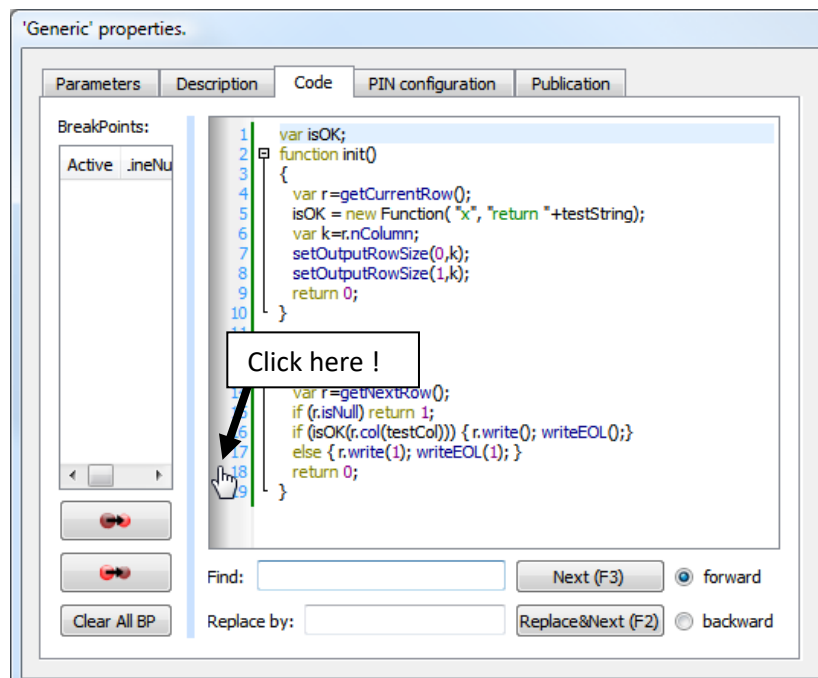 'Generic' properties.
Parameters Description Code PIN configuration Publication
BreakPoints:
Active .ineNu
1 var isOK;
2 function init()
3 {
4 var r=getCurrentRow();
5 isOK = new Function( "x", "return "+testString);
6 var k=r.nColumn;
7 setOutputRowSize(0,k);
8 setOutputRowSize(1,k);
9 return 0;
10 }
Click here !
var r=getNextRow();
if (r.isNull) return 1;
if (isOK(r.col(testCol))) { r.write(); writeEOL();}
17 else { r.write(1); writeEOL(1); }
18 return 0;
19 }
Find: Next (F3) forward
Clear All BP Replace by: Replace&Next (F2) backward